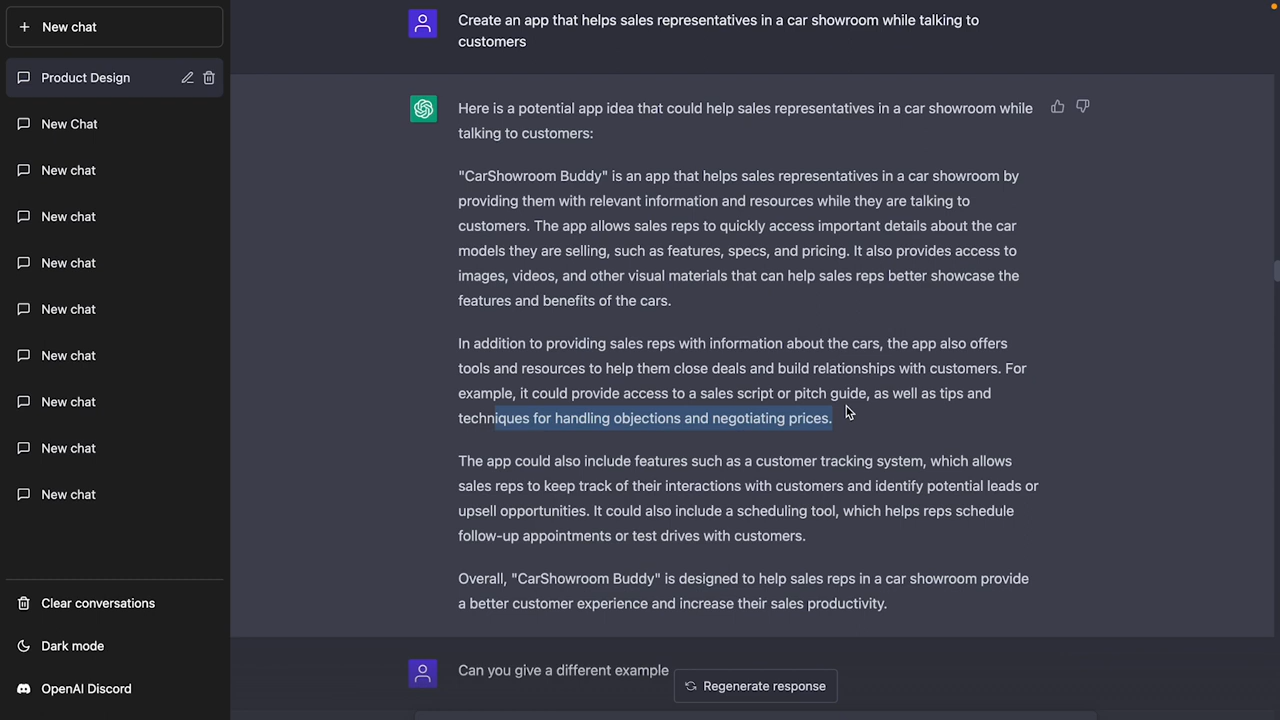 New chat
Product Design
New Chat
New chat
New chat
New chat
New chat
New chat
New chat
New chat
New chat
Clear conversations
Dark mode
OpenAI Discord
Create an app that helps sales representatives in a car showroom while talking to
customers
Here is a potential app idea that could help sales representatives in a car showroom while
talking to customers:
"CarShowroom Buddy" is an app that helps sales representatives in a car showroom by
providing them with relevant information and resources while they are talking to
customers. The app allows sales reps to quickly access important details about the car
models they are selling, such as features, specs, and pricing. It also provides access to
images, videos, and other visual materials that can help sales reps better showcase the
features and benefits of the cars.
In addition to providing sales reps with information about the cars, the app also offers
tools and resources to help them close deals and build relationships with customers. For
example, it could provide access to a sales script or pitch guide, as well as tips and
techniques for handling objections and negotiating prices.
The app could also include features such as a customer tracking system, which allows
sales reps to keep track of their interactions with customers and identify potential leads or
upsell opportunities. It could also include a scheduling tool, which helps reps schedule
follow-up appointments or test drives with customers.
Overall, "CarShowroom Buddy" is designed to help sales reps in a car showroom provide
a better customer experience and increase their sales productivity.
Can you give a different example
Regenerate response